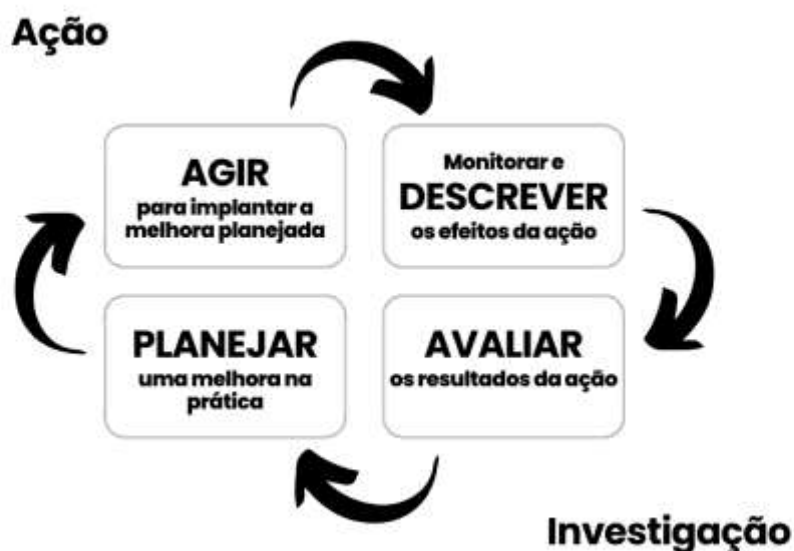 Ação
AGIR
para implantar a
melhora planejada
Monitorar e
DESCREVER
os efeitos da ação
PLANEJAR
uma melhora na
prática
AVALIAR
os resultados da ação
Investigação